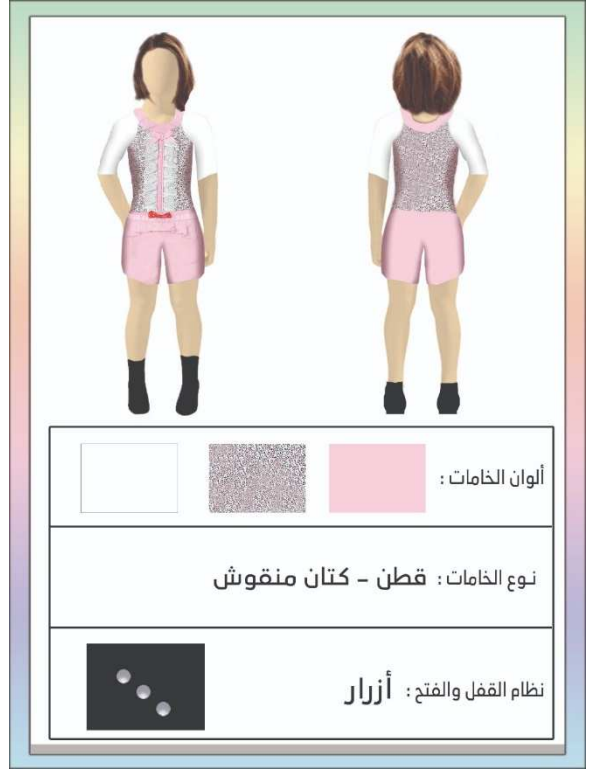 ألوان الخامات :
نوع الخامات : قطن – كتان منقوش
نظام القفل والفتح : أزرار